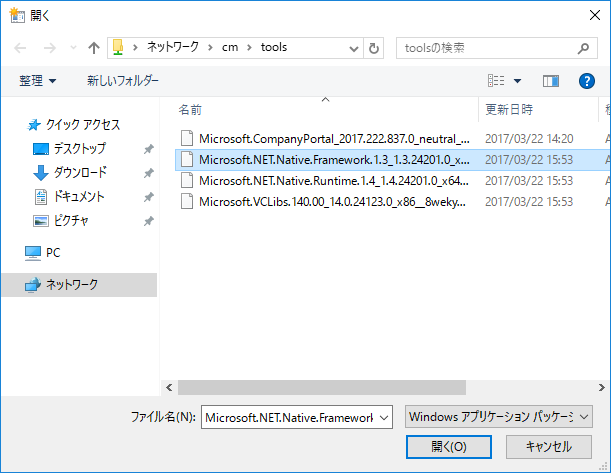 開く
ネットワーク › cm › tools
toolsの検索
整理
新しいフォルダー
名前
更新日時
クイック アクセス
デスクトップ
ダウンロード
ドキュメント
ピクチャ
PC
ネットワーク
Microsoft.CompanyPortal_2017.222.837.0_neutral_... 2017/03/22 14:20
Microsoft.NET.Native.Framework.1.3_1.3.24201.0_x... 2017/03/22 15:53
Microsoft.NET.Native.Runtime.1.4_1.4.24201.0_x64... 2017/03/22 15:53
Microsoft.VCLibs.140.00_14.0.24123.0_x86__8weky... 2017/03/22 15:53
ファイル名(N):
Microsoft.NET.Native.Framework
Windows アプリケーション パッケージ
開く(O)
キャンセル